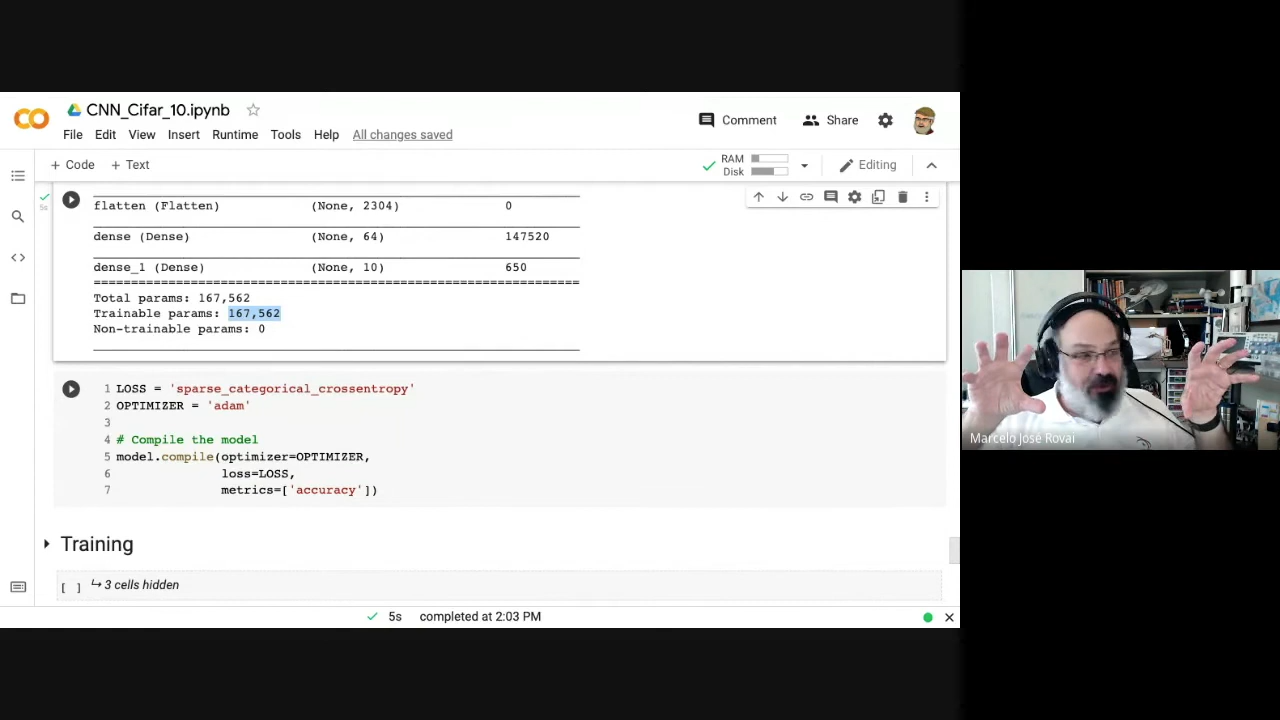 CNN_Cifar_10.ipynb
File Edit View Insert Runtime Tools Help All changes saved
Comment Share
+ Code + Text
RAM
Disk
Editing
flatten (Flatten) (None, 2304) 0
dense (Dense) (None, 64) 147520
dense_1 (Dense) (None, 10) 650
Total params: 167,562
Trainable params: 167,562
Non-trainable params: 0
5s
1 LOSS = 'sparse_categorical_crossentropy'
2 OPTIMIZER = 'adam'
3
4 # Compile the model
5 model.compile(optimizer=OPTIMIZER,
6 loss=LOSS,
7 metrics=['accuracy'])
Training
[ ] 3 cells hidden
5s completed at 2:03 PM
Marcelo José Rovai